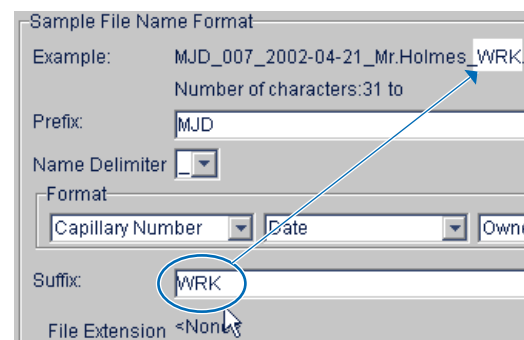 Sample File Name Format
Example: MJD_007_2002-04-21_Mr.Holmes_WRK.
Number of characters:31 to
Prefix: MJD
Name Delimiter _
Format
Capillary Number Date
Suffix: WRK
File Extension